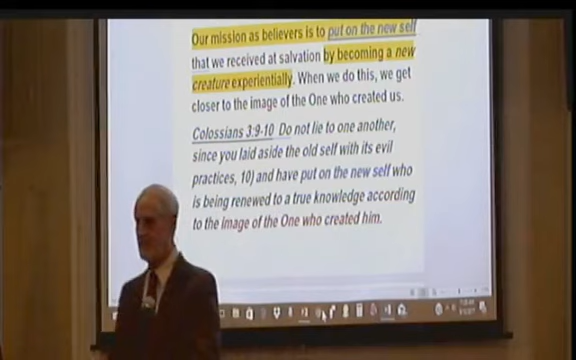 Our mission as believers is to put on the new self
that we received at salvation by becoming a new
creature experientially. When we do this, we get
closer to the image of the One who created us.
Colossians 3:9-10 Do not lie to one another,
since you laid aside the old self with its evil
practices, 10) and have put on the new self who
is being renewed to a true knowledge according
to the image of the One who created him.